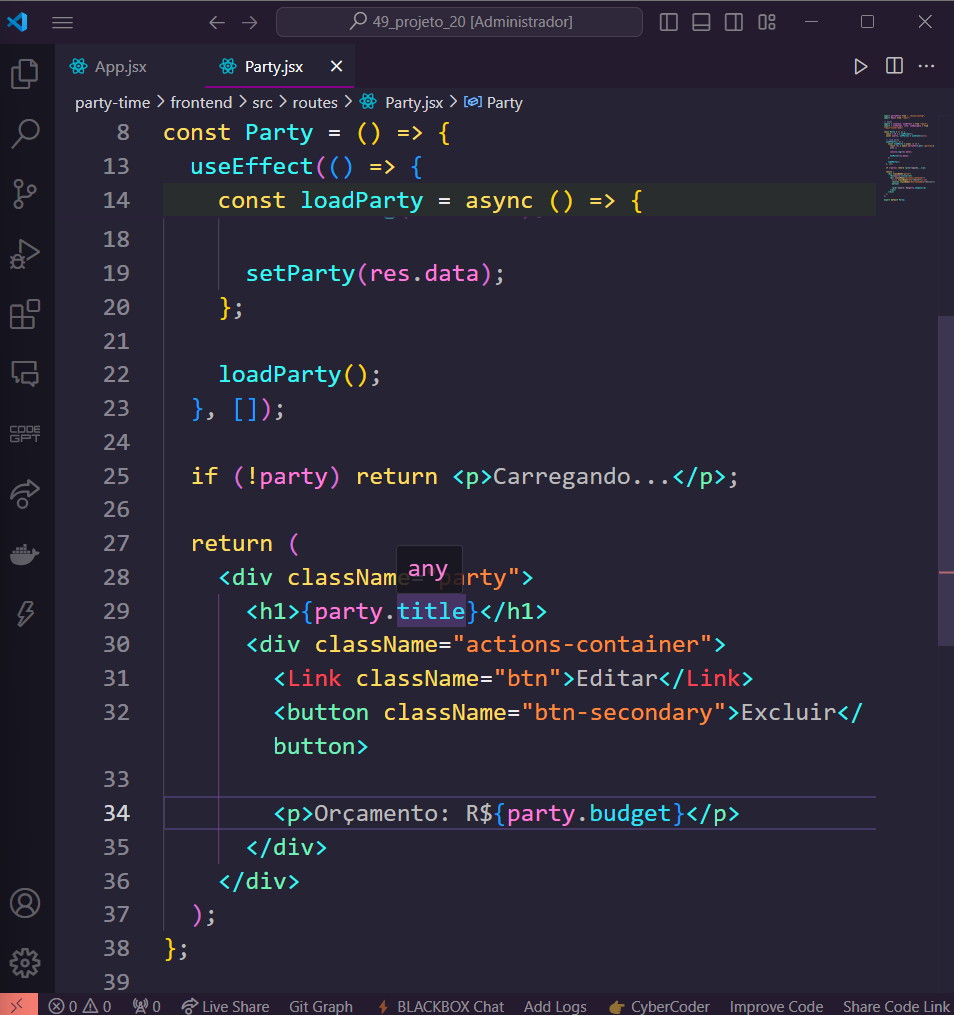 49_projeto_20 [Administrador]
App.jsx
Party.jsx
party-time > frontend > src > routes > Party.jsx > Party
8 const Party = () => {
13 useEffect(() => {
14 const loadParty = async () => {
18
19 setParty(res.data);
20 };
21
22 loadParty();
23 }, []);
24
25 if (!party) return <p>Carregando...</p>;
26
27 return (
any
28 <div className="party">
29 <h1>{party.title}</h1>
30 <div className="actions-container">
31 <Link className="btn">Editar</Link>
32 <button className="btn-secondary">Excluir</
button>
33
34 <p>Orçamento: R${party.budget}</p>
35 </div>
36 </div>
37 );
38 };
39
CODE
GPT
0 0 0 Live Share Git Graph BLACKBOX Chat Add Logs CyberCoder Improve Code Share Code Link